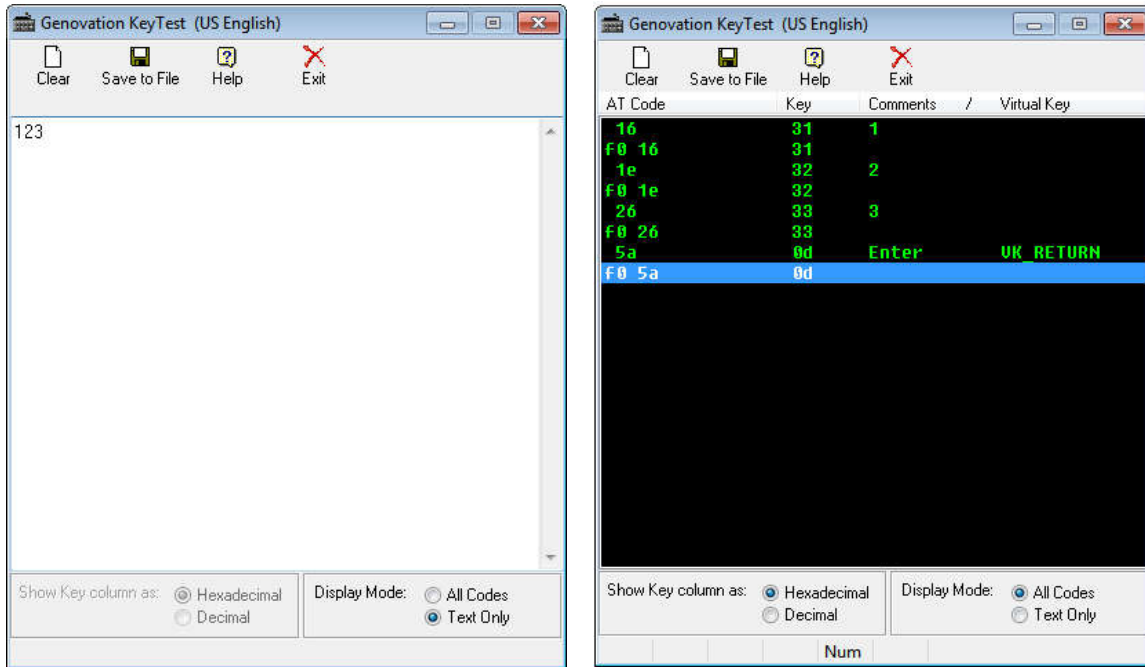 Genovation KeyTest (US English)
Clear Save to File Help Exit
123
Show Key column as: Hexadecimal
Decimal
Display Mode: All Codes
Text Only
Genovation KeyTest (US English)
Clear Save to File Help Exit
AT Code Key Comments / Virtual Key
16 31 1
f0 16 31
1e 32 2
f0 1e 32
26 33 3
f0 26 33
5a 0d Enter VK_RETURN
f0 5a 0d
Show Key column as: Hexadecimal
Decimal
Display Mode: All Codes
Text Only
Num